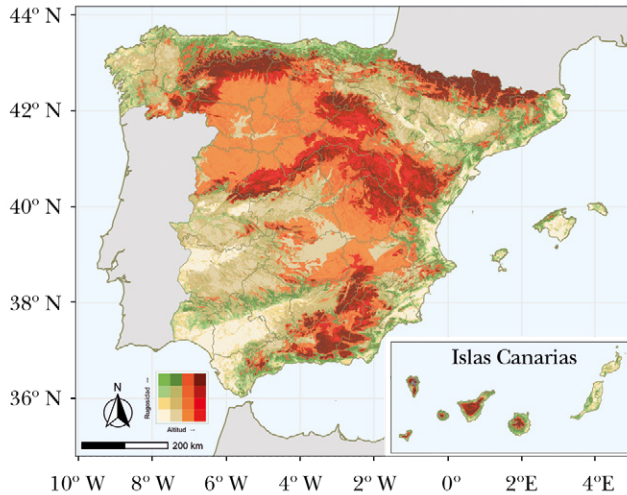 44º N
42º N
40º N
38º N
36º N
Islas Canarias
N
Rugosidad →
Altitud →
200 km
10º W
8º W
6º W
4º W
2º W
0º
2ºE
4ºE